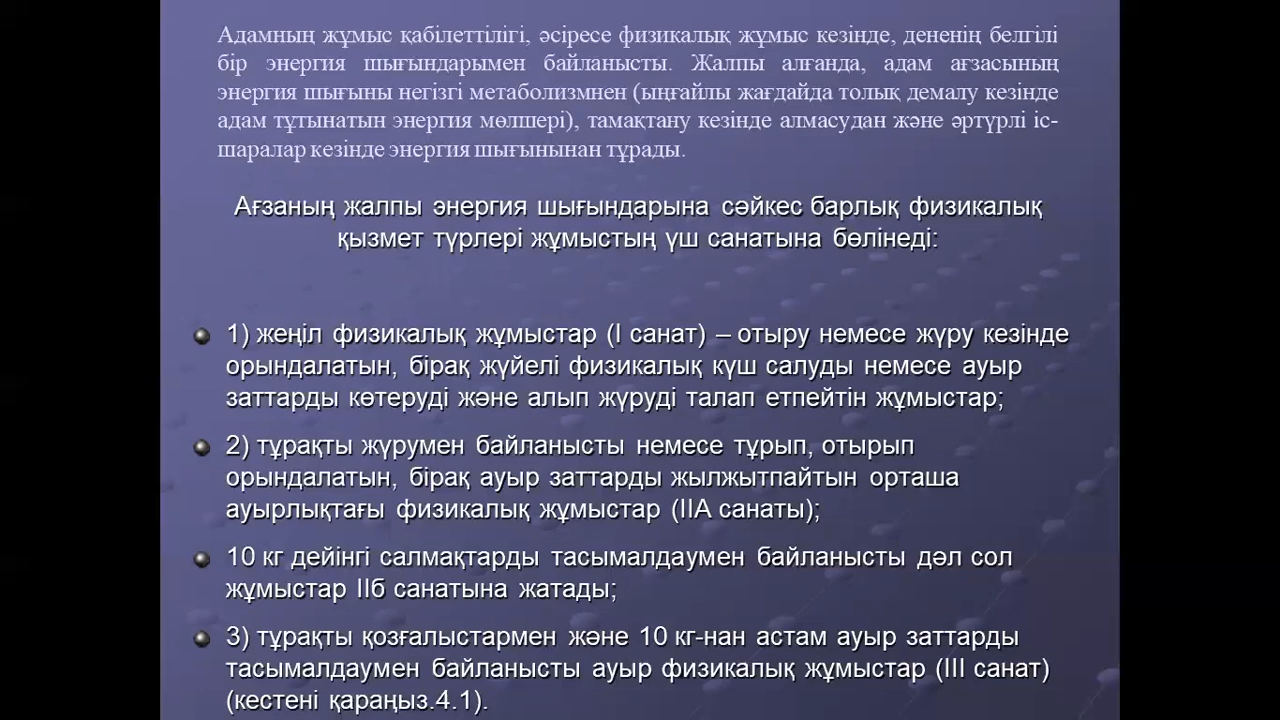 Адамның жұмыс қабілеттілігі, әсіресе физикалық жұмыс кезінде, дененің белгілі
бір энергия шығындарымен байланысты. Жалпы алғанда, адам ағзасының
энергия шығыны негізгі метаболизмнен (ыңғайлы жағдайда толық демалу кезінде
адам тұтынатын энергия мөлшері), тамақтану кезінде алмасудан және әртүрлі іс-
шаралар кезінде энергия шығынынан тұрады.
Ағзаның жалпы энергия шығындарына сәйкес барлық физикалық
қызмет түрлері жұмыстың үш санатына бөлінеді:
1) жеңіл физикалық жұмыстар (I санат) – отыру немесе жүру кезінде
орындалатын, бірақ жүйелі физикалық күш салуды немесе ауыр
заттарды көтеруді және алып жүруді талап етпейтін жұмыстар;
2) тұрақты жүрумен байланысты немесе тұрып, отырып
орындалатын, бірақ ауыр заттарды жылжытпайтын орташа
ауырлықтағы физикалық жұмыстар (IIA санаты);
10 кг дейінгі салмақтарды тасымалдаумен байланысты дәл сол
жұмыстар IIб санатына жатады;
3) тұрақты қозғалыстармен және 10 кг-нан астам ауыр заттарды
тасымалдаумен байланысты ауыр физикалық жұмыстар (III санат)
(кестені қараңыз.4.1).